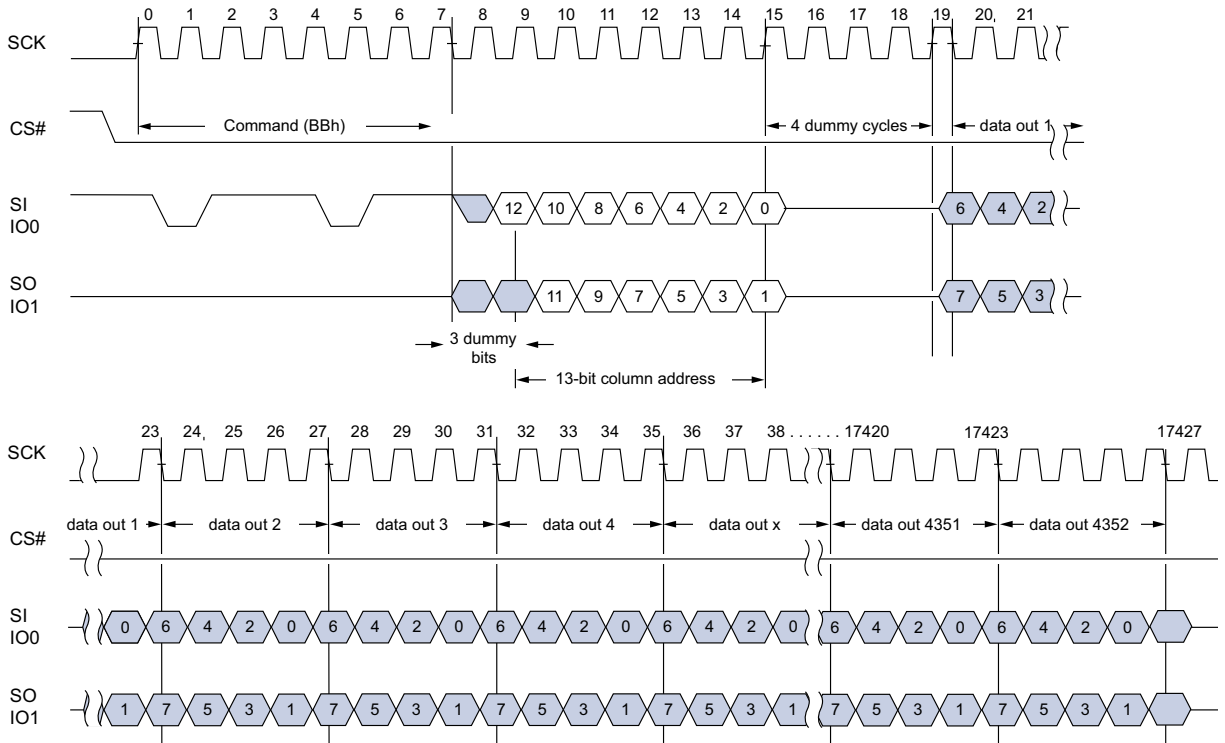 0 1 2 3 4 5 6 7 8 9 10 11 12 13 14 15 16 17 18 19 20, 21
SCK
CS#
Command (BBh)
4 dummy cycles
data out 1
SI
IO0
12 10 8 6 4 2 0
6 4 2
SO
IO1
11 9 7 5 3 1
7 5 3
3 dummy
bits
13-bit column address
23 24, 25 26 27 28 29 30 31 32 33 34 35 36 37 38 . . . . . . 17420 17423 17427
SCK
data out 1 data out 2 data out 3 data out 4 data out x data out 4351 data out 4352
CS#
SI
IO0
0 6 4 2 0 6 4 2 0 6 4 2 0 6 4 2 0 6 4 2 0 6 4 2 0
SO
IO1
1 7 5 3 1 7 5 3 1 7 5 3 1 7 5 3 1 7 5 3 1 7 5 3 1